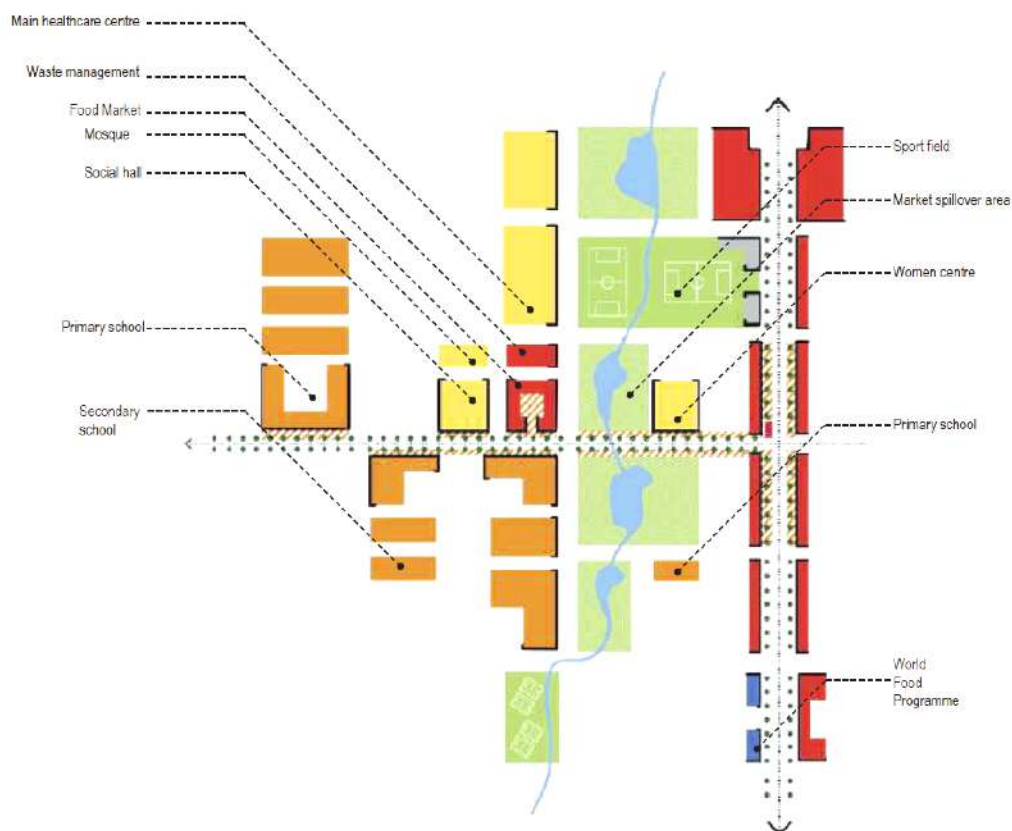 Main healthcare centre
Waste management
Food Market
Mosque
Social hall
Primary school
Secondary
school
Sport field
Market spillover area
Women centre
Primary school
World
Food
Programme